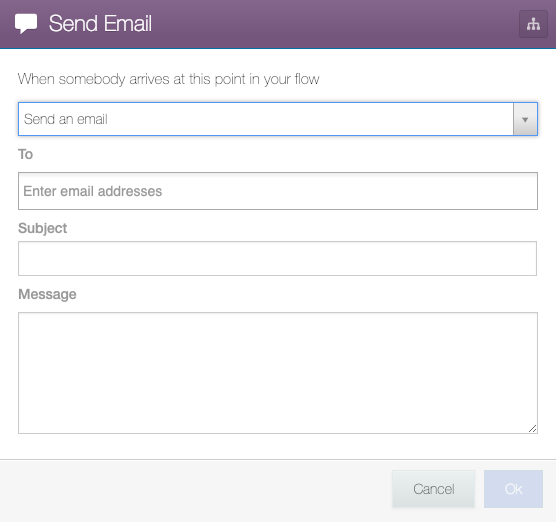 Send Email
When somebody arrives at this point in your flow
Send an email
To
Enter email addresses
Subject
Message
Cancel
Ok